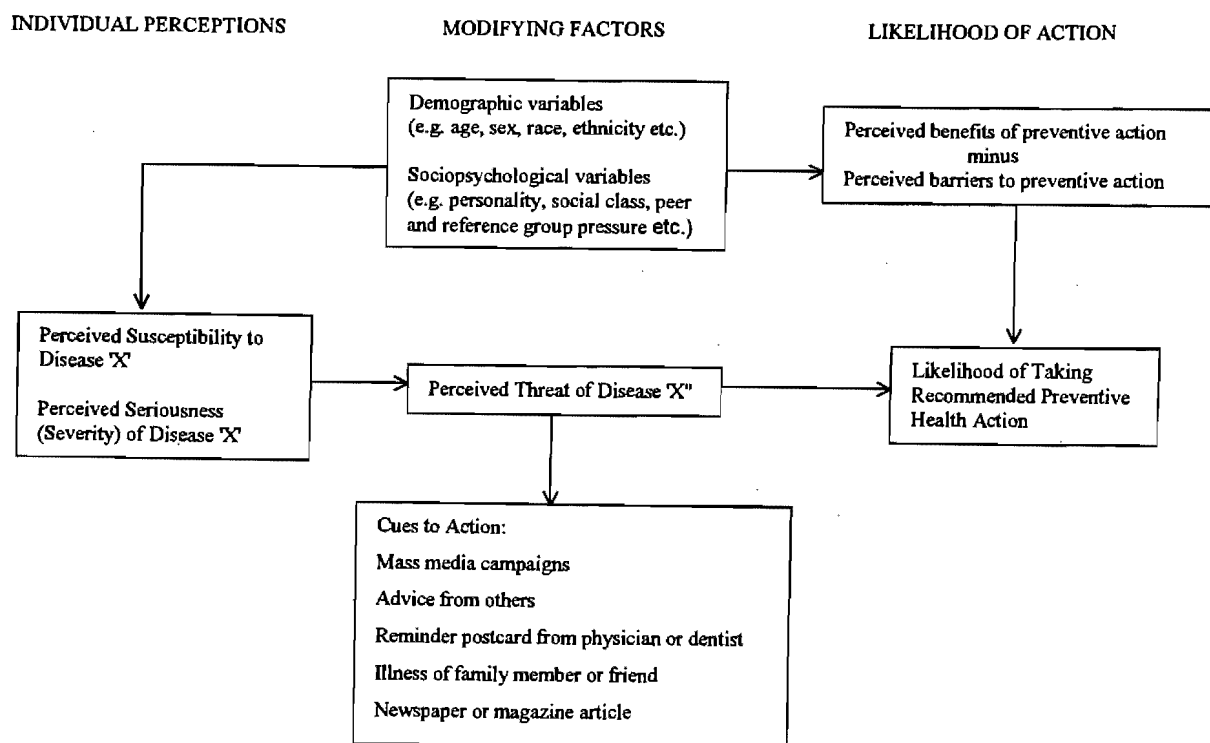 INDIVIDUAL PERCEPTIONS
MODIFYING FACTORS
LIKELIHOOD OF ACTION
Demographic variables
(e.g. age, sex, race, ethnicity etc.)
Sociopsychological variables
(e.g. personality, social class, peer
and reference group pressure etc.)
Perceived benefits of preventive action
minus
Perceived barriers to preventive action
Perceived Susceptibility to
Disease 'X'
Perceived Seriousness
(Severity) of Disease 'X'
Perceived Threat of Disease 'X"
Likelihood of Taking
Recommended Preventive
Health Action
Cues to Action:
Mass media campaigns
Advice from others
Reminder postcard from physician or dentist
Illness of family member or friend
Newspaper or magazine article